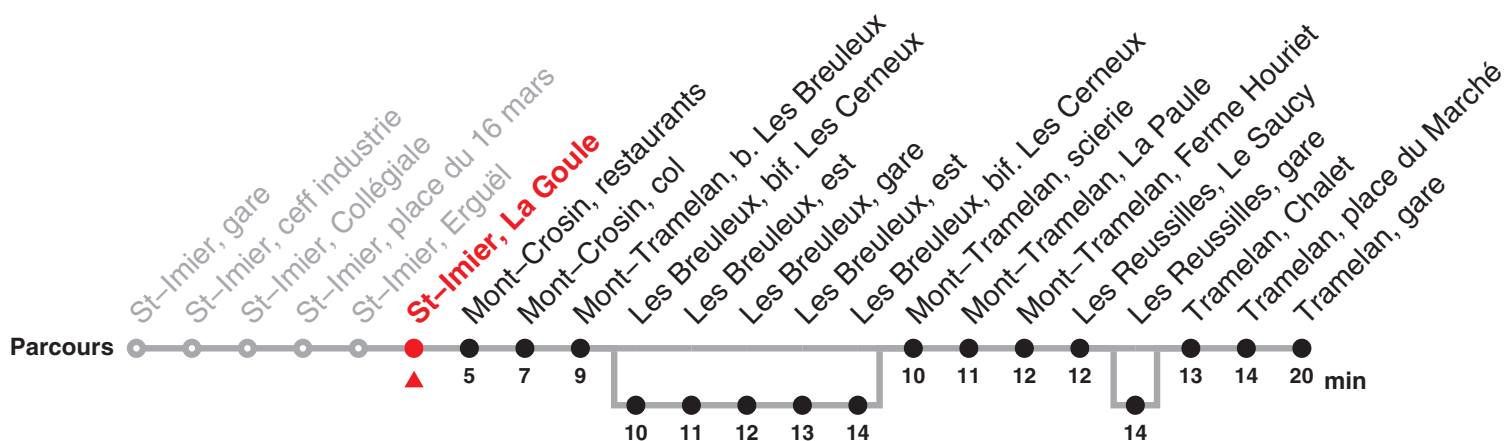 St–Imier, gare
St–Imier, ceff industrie
St–Imier, Collégiale
St–Imier, place du 16 mars
St–Imier, Erguël
St–Imier, La Goule
Mont–Crosin, restaurants
Mont–Crosin, col
Mont–Tramelan, b. Les Breuleux
Les Breuleux, bif. Les Cerneux
Les Breuleux, est
Les Breuleux, gare
Les Breuleux, est
Les Breuleux, bif. Les Cerneux
Mont–Tramelan, scierie
Mont–Tramelan, La Paule
Mont–Tramelan, Ferme Houriet
Les Reussilles, Le Saucy
Les Reussilles, gare
Tramelan, Chalet
Tramelan, place du Marché
Tramelan, gare
Parcours
5 7 9 10 11 12 12 13 14 20 min
10 11 12 13 14 14